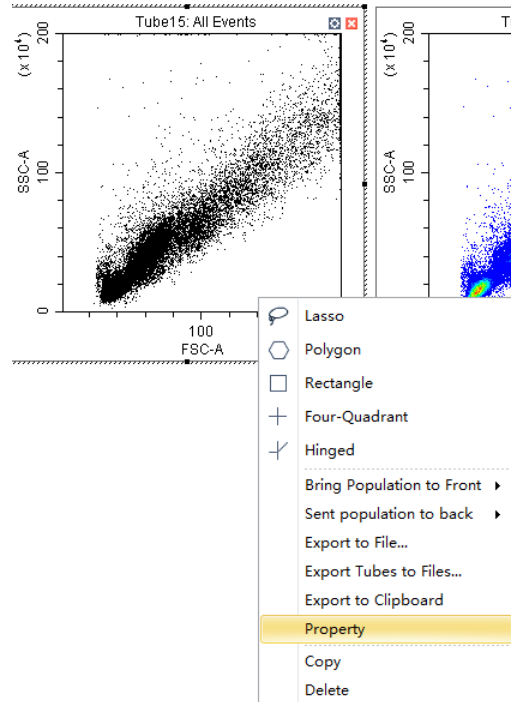 Tube15: All Events
T
200
(x 10⁴)
SSC-A
100
0
100
FSC-A
200
(x 10⁴)
SSC-A
100
Lasso
Polygon
Rectangle
Four-Quadrant
Hinged
Bring Population to Front
Sent population to back
Export to File...
Export Tubes to Files...
Export to Clipboard
Property
Copy
Delete